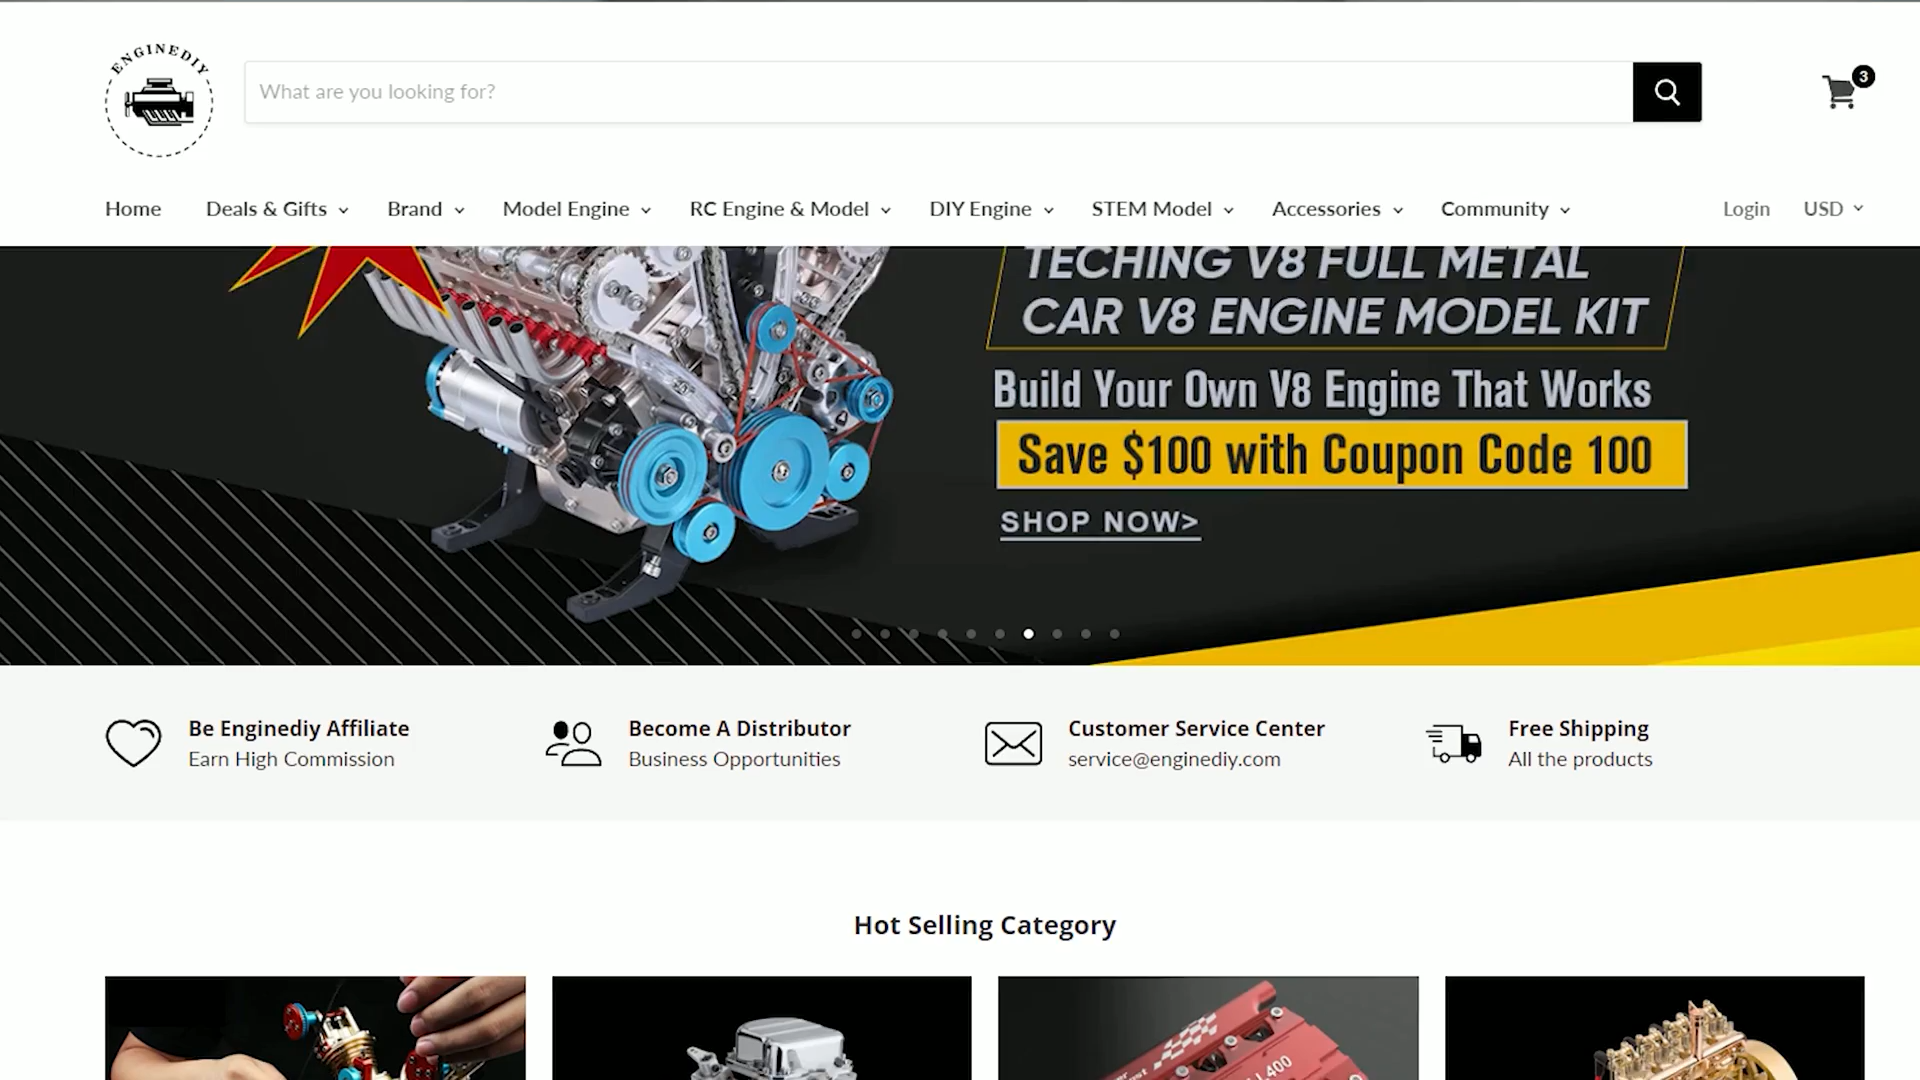 ENGINEDIY
What are you looking for?
3
Home
Deals & Gifts
Brand
Model Engine
RC Engine & Model
DIY Engine
STEM Model
Accessories
Community
Login
USD
TECHING V8 FULL METAL
CAR V8 ENGINE MODEL KIT
Build Your Own V8 Engine That Works
Save $100 with Coupon Code 100
SHOP NOW>
Be Enginediy Affiliate
Earn High Commission
Become A Distributor
Business Opportunities
Customer Service Center
service@enginediy.com
Free Shipping
All the products
Hot Selling Category